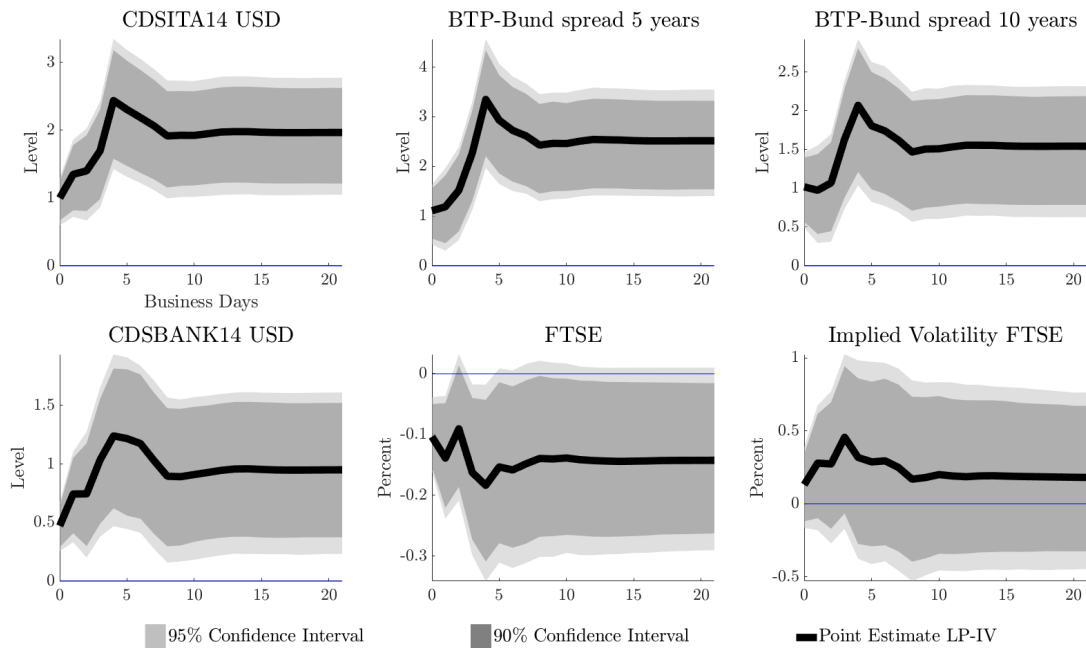 CDSITA14 USD
BTP-Bund spread 5 years
BTP-Bund spread 10 years
Level
3
2
1
0
0 5 10 15 20
Business Days
Level
4
3
2
1
0
0 5 10 15 20
Level
2.5
2
1.5
1
0.5
0
0 5 10 15 20
CDSBANK14 USD
FTSE
Implied Volatility FTSE
Level
1.5
1
0.5
0
0 5 10 15 20
Percent
0
-0.1
-0.2
-0.3
0 5 10 15 20
Percent
1
0.5
0
-0.5
0 5 10 15 20
95% Confidence Interval
90% Confidence Interval
Point Estimate LP-IV